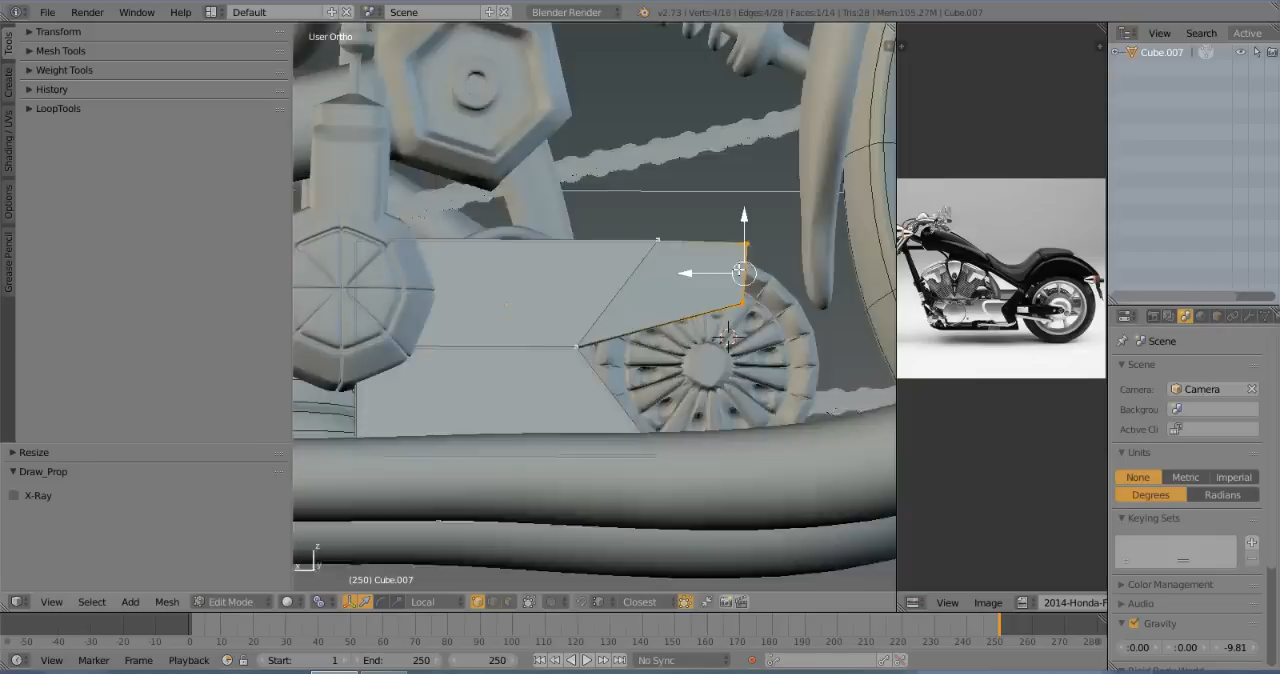 File Render Window Help Default Scene Blender Render v2.73 | Verts:4/16 | Edges:4/28 | Faces:1/14 | Tris:28 | Mem:105.27M | Cube.007
Tools
Create
Shading / UVs
Options
Grease Pencil
Transform
Mesh Tools
Weight Tools
History
LoopTools
Resize
Draw_Prop
X-Ray
User Ortho
z
x
y
(250) Cube.007
View Select Add Mesh Edit Mode Local Closest
View Image 2014-Honda-F
View Search Active
Cube.007
Scene
Scene
Camera: Camera
Backgrou
Active Cli
Units
None Metric Imperial
Degrees Radians
Keying Sets
Color Management
Audio
Gravity
:0.00 :0.00 -9.81
-50 -40 -30 -20 -10 0 10 20 30 40 50 60 70 80 90 100 110 120 130 140 150 160 170 180 190 200 210 220 230 240 250 260 270 280
View Marker Frame Playback Start: 1 End: 250 250 No Sync